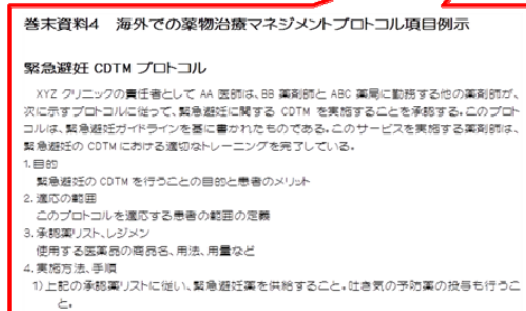 巻末資料4　海外での薬物治療マネジメントプロトコル項目例示
緊急避妊 CDTM プロトコル
XYZ クリニックの責任者として AA 医師は、BB 薬剤師と ABC 薬局に勤務する他の薬剤師が、
次に示すプロトコルに従って、緊急避妊に関する CDTM を実施することを承認する。このプロト
コルは、緊急避妊ガイドラインを基に書かれたものである。このサービスを実施する薬剤師は、
緊急避妊の CDTM における適切なトレーニングを完了している。
1.目的
緊急避妊の CDTM を行うことの目的と患者のメリット
2.適応の範囲
このプロトコルを適応する患者の範囲の定義
3.承認薬リスト、レジメン
使用する医薬品の商品名、用法、用量など
4.実施方法、手順
1)上記の承認薬リストに従い、緊急避妊薬を供給すること。吐き気の予防薬の投与も行うこ
と。